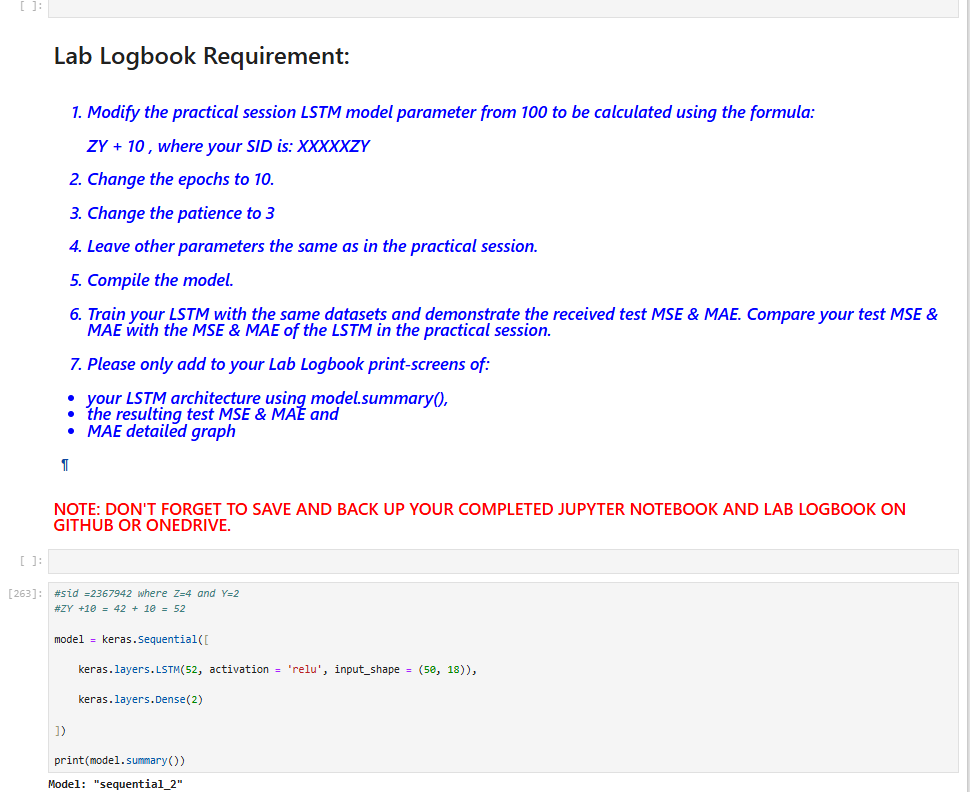 [ ]:
Lab Logbook Requirement:
1. Modify the practical session LSTM model parameter from 100 to be calculated using the formula:
ZY + 10 , where your SID is: XXXXXZY
2. Change the epochs to 10.
3. Change the patience to 3
4. Leave other parameters the same as in the practical session.
5. Compile the model.
6. Train your LSTM with the same datasets and demonstrate the received test MSE & MAE. Compare your test MSE &
MAE with the MSE & MAE of the LSTM in the practical session.
7. Please only add to your Lab Logbook print-screens of:
• your LSTM architecture using model.summary(),
• the resulting test MSE & MAE and
• MAE detailed graph
¶
NOTE: DON'T FORGET TO SAVE AND BACK UP YOUR COMPLETED JUPYTER NOTEBOOK AND LAB LOGBOOK ON
GITHUB OR ONEDRIVE.
[ ]:
[263]: #sid =2367942 where Z=4 and Y=2
#ZY +10 = 42 + 10 = 52
model = keras.Sequential([
keras.layers.LSTM(52, activation = 'relu', input_shape = (50, 18)),
keras.layers.Dense(2)
])
print(model.summary())
Model: "sequential_2"